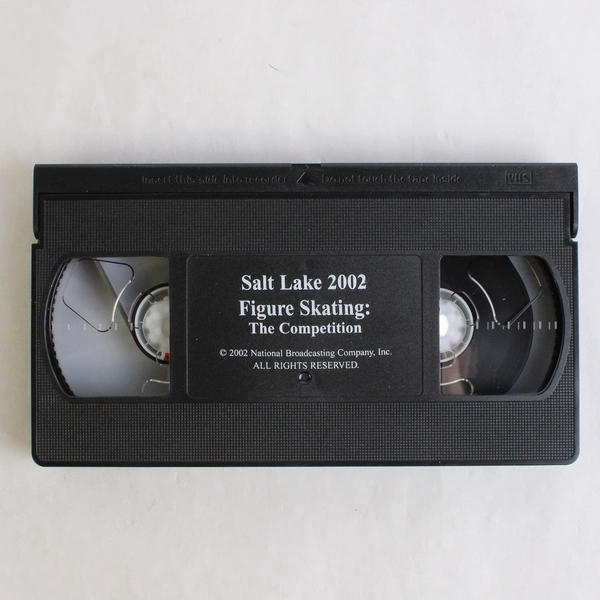 Insert this side into recorder Do not touch the tape inside VHS
Salt Lake 2002
Figure Skating:
The Competition
© 2002 National Broadcasting Company, Inc.
ALL RIGHTS RESERVED.